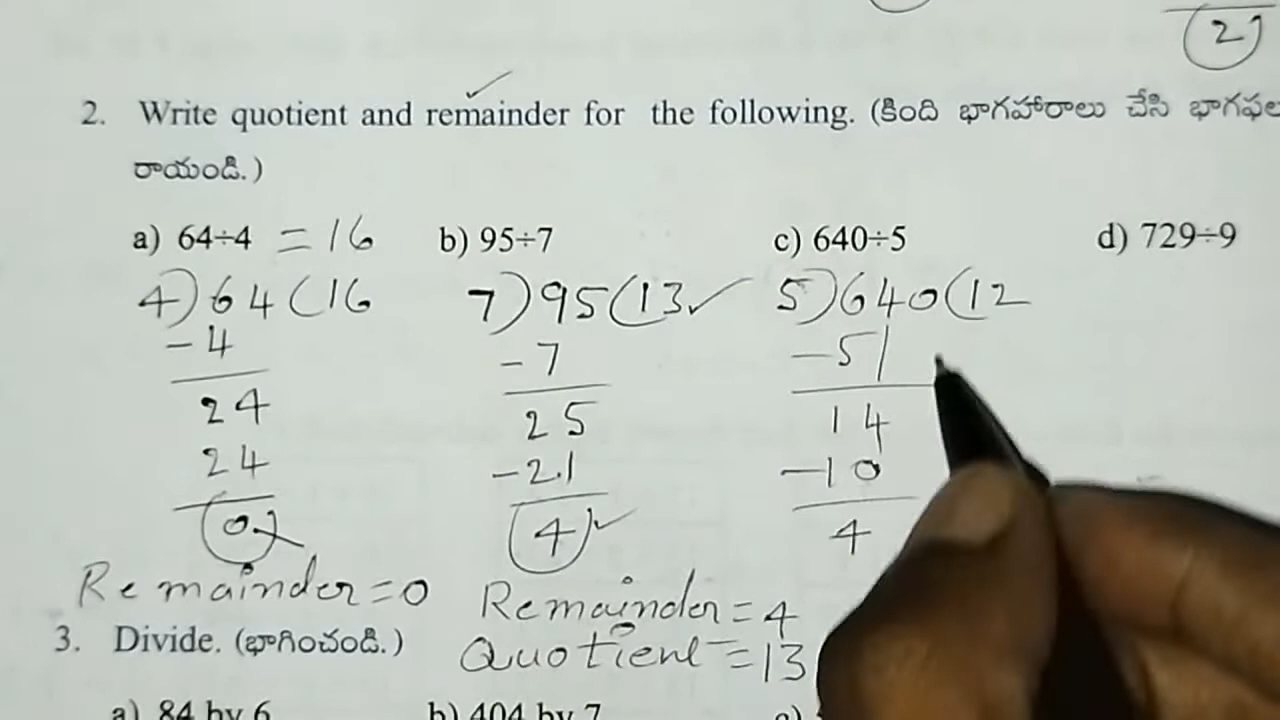 2
2. Write quotient and remainder for the following. (కింది భాగహారాలు చేసి భాగఫల
రాయండి.)
a) 64÷4 = 16 b) 95÷7 c) 640÷5 d) 729÷9
4)64(16 7)95(13 5)640(12
-4 -7 -5
24 25 14
24 -21 -10
0 4 4
Remainder=0 Remainder=4
3. Divide. (భాగించండి.) Quotient=13
a) 84 by 6 b) 404 by 7 c)